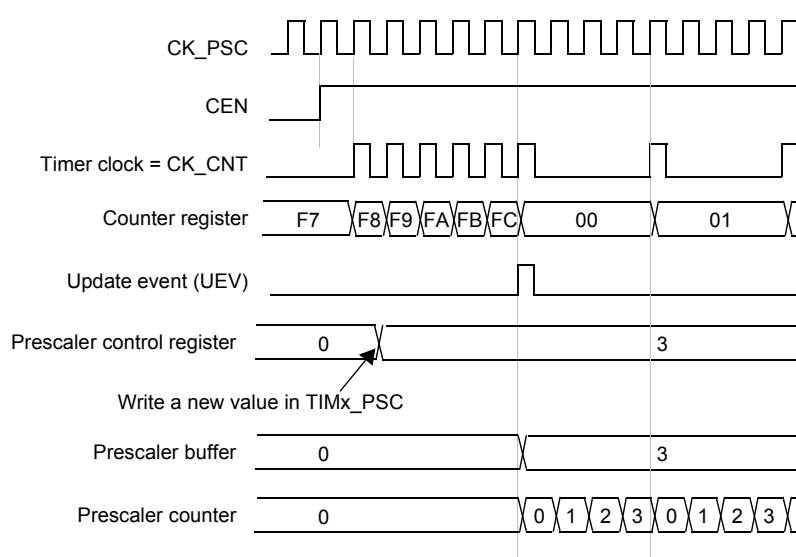 CK_PSC
CEN
Timer clock = CK_CNT
Counter register F7 F8 F9 FA FB FC 00 01
Update event (UEV)
Prescaler control register 0 3
Write a new value in TIMx_PSC
Prescaler buffer 0 3
Prescaler counter 0 0 1 2 3 0 1 2 3